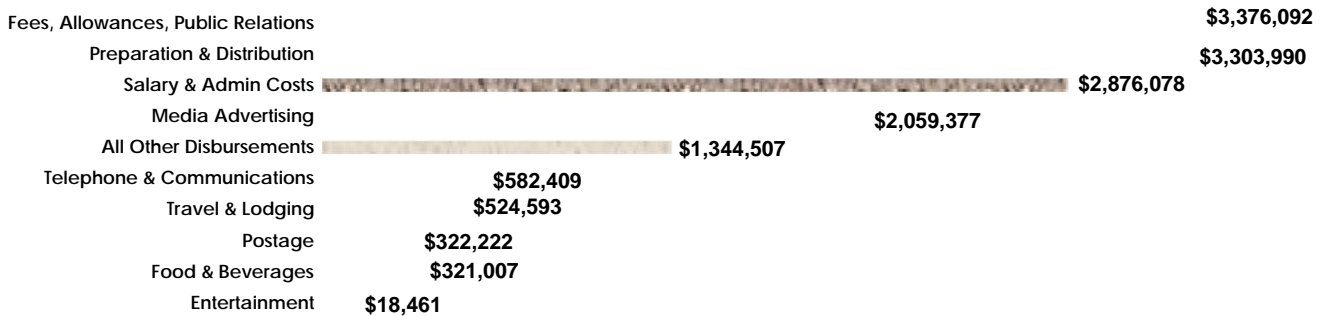 Fees, Allowances, Public Relations $3,376,092
Preparation & Distribution $3,303,990
Salary & Admin Costs $2,876,078
Media Advertising $2,059,377
All Other Disbursements $1,344,507
Telephone & Communications $582,409
Travel & Lodging $524,593
Postage $322,222
Food & Beverages $321,007
Entertainment $18,461